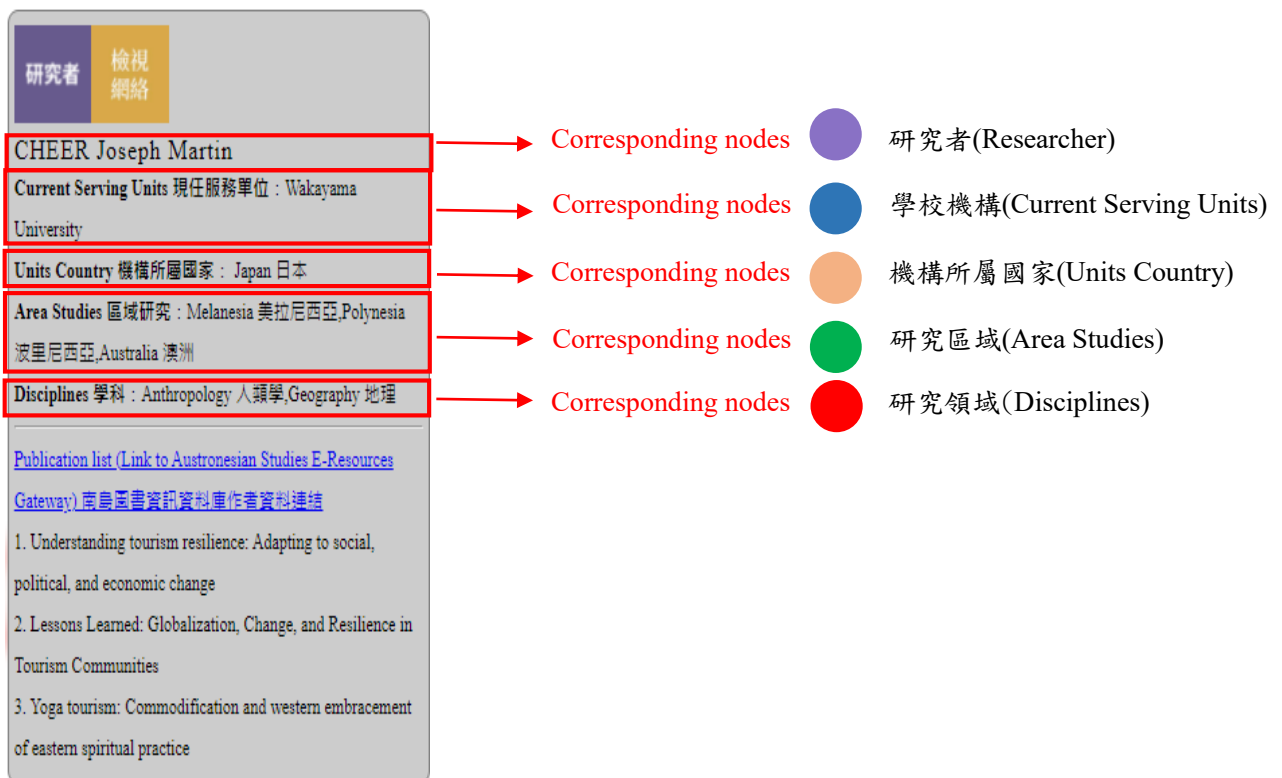 研究者
檢視
網絡
CHEER Joseph Martin
Current Serving Units 現任服務單位：Wakayama
University
Units Country 機構所屬國家： Japan 日本
Area Studies 區域研究：Melanesia 美拉尼西亞,Polynesia
波里尼西亞,Australia 澳洲
Disciplines 學科：Anthropology 人類學,Geography 地理
Publication list (Link to Austronesian Studies E-Resources
Gateway) 南島圖書資訊資料庫作者資料連結
1. Understanding tourism resilience: Adapting to social,
political, and economic change
2. Lessons Learned: Globalization, Change, and Resilience in
Tourism Communities
3. Yoga tourism: Commodification and western embracement
of eastern spiritual practice
Corresponding nodes 研究者(Researcher)
Corresponding nodes 學校機構(Current Serving Units)
Corresponding nodes 機構所屬國家(Units Country)
Corresponding nodes 研究區域(Area Studies)
Corresponding nodes 研究領域(Disciplines)